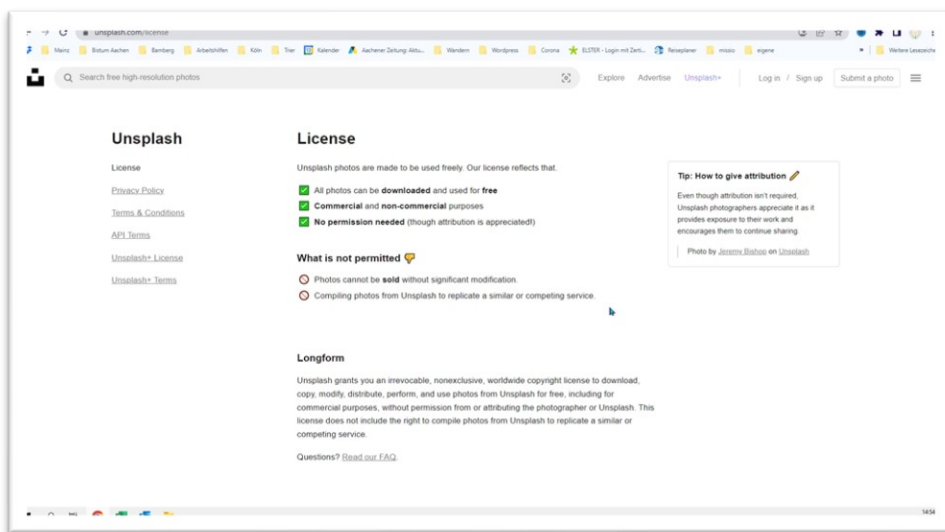 unsplash.com/license
Mainz Bistum Aachen Bamberg Arbeitshilfen Köln Trier Kalender Aachener Zeitung: Aktu... Wandern Wordpress Corona ELSTER - Login mit Zerti... Reiseplaner missio eigene » Weitere Lesezeiche
Search free high-resolution photos Explore Advertise Unsplash+ Log in / Sign up Submit a photo
Unsplash
License
Privacy Policy
Terms & Conditions
API Terms
Unsplash+ License
Unsplash+ Terms
License
Unsplash photos are made to be used freely. Our license reflects that.
All photos can be downloaded and used for free
Commercial and non-commercial purposes
No permission needed (though attribution is appreciated!)
What is not permitted
Photos cannot be sold without significant modification.
Compiling photos from Unsplash to replicate a similar or competing service.
Longform
Unsplash grants you an irrevocable, nonexclusive, worldwide copyright license to download,
copy, modify, distribute, perform, and use photos from Unsplash for free, including for
commercial purposes, without permission from or attributing the photographer or Unsplash. This
license does not include the right to compile photos from Unsplash to replicate a similar or
competing service.
Questions? Read our FAQ.
Tip: How to give attribution
Even though attribution isn't required,
Unsplash photographers appreciate it as it
provides exposure to their work and
encourages them to continue sharing.
Photo by Jeremy Bishop on Unsplash
14:54